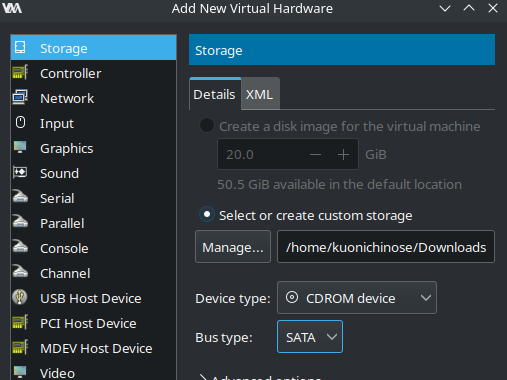 Add New Virtual Hardware
Storage
Controller
Network
Input
Graphics
Sound
Serial
Parallel
Console
Channel
USB Host Device
PCI Host Device
MDEV Host Device
Video
Storage
Details XML
Create a disk image for the virtual machine
20.0 − + GiB
50.5 GiB available in the default location
Select or create custom storage
Manage... /home/kuonichinose/Downloads
Device type: CDROM device
Bus type: SATA
Advanced options